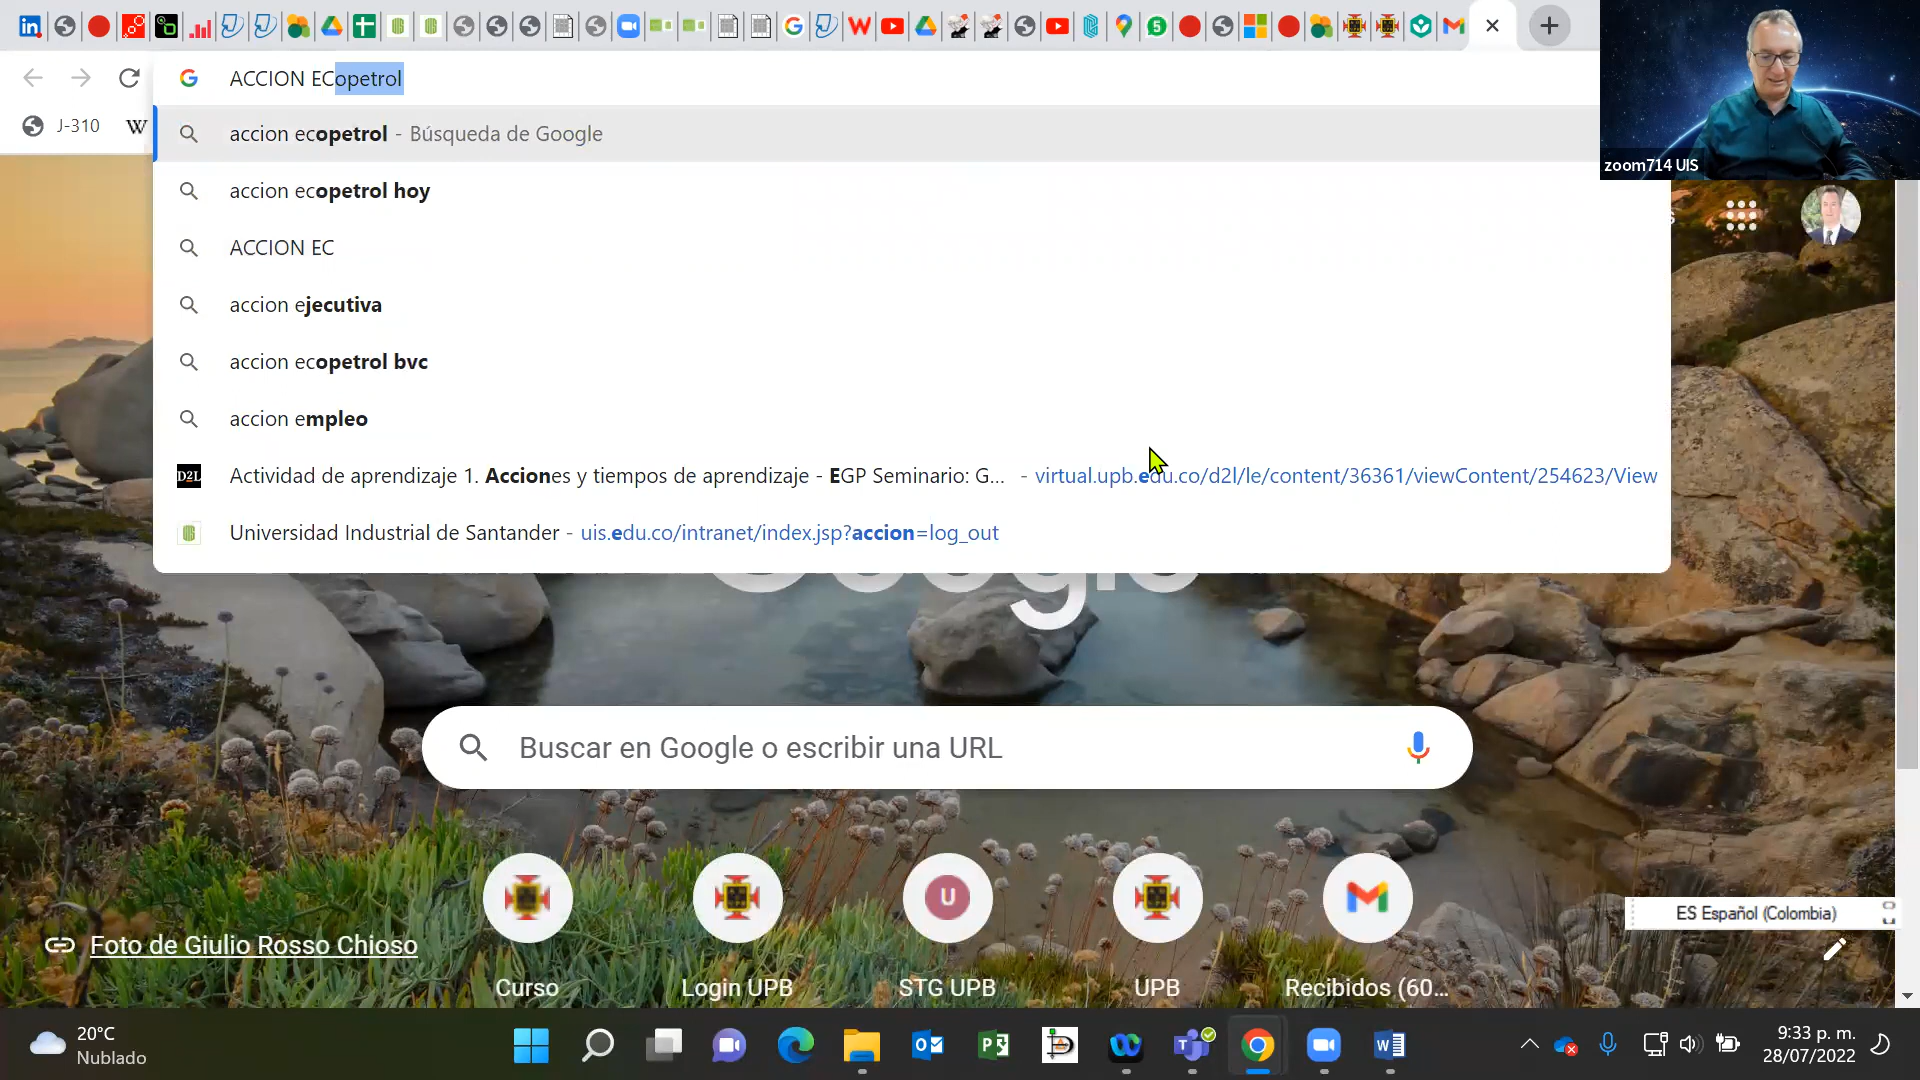 ACCION ECopetrol
J-310
W
accion ecopetrol - Búsqueda de Google
accion ecopetrol hoy
ACCION EC
accion ejecutiva
accion ecopetrol bvc
accion empleo
D2L Actividad de aprendizaje 1. Acciones y tiempos de aprendizaje - EGP Seminario: G... - virtual.upb.edu.co/d2l/le/content/36361/viewContent/254623/View
Universidad Industrial de Santander - uis.edu.co/intranet/index.jsp?accion=log_out
zoom714 UIS
Buscar en Google o escribir una URL
U
Curso
Login UPB
STG UPB
UPB
Recibidos (60...
Foto de Giulio Rosso Chioso
ES Español (Colombia)
20°C
Nublado
9:33 p. m.
28/07/2022